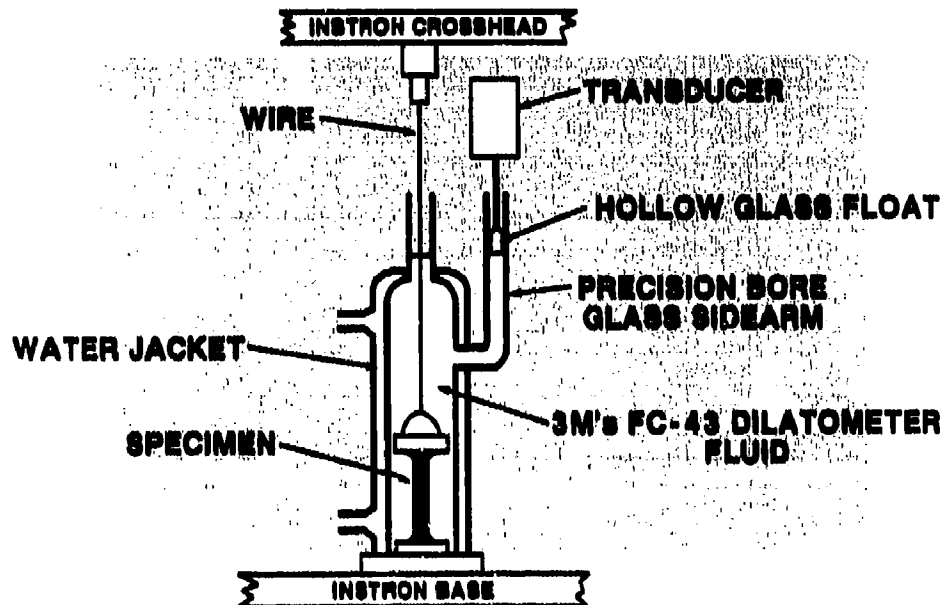 INSTRON CROSSHEAD
TRANSDUCER
WIRE
HOLLOW GLASS FLOAT
PRECISION BORE
GLASS SIDEARM
WATER JACKET
3M's FC-43 DILATOMETER
FLUID
SPECIMEN
INSTRON BASE